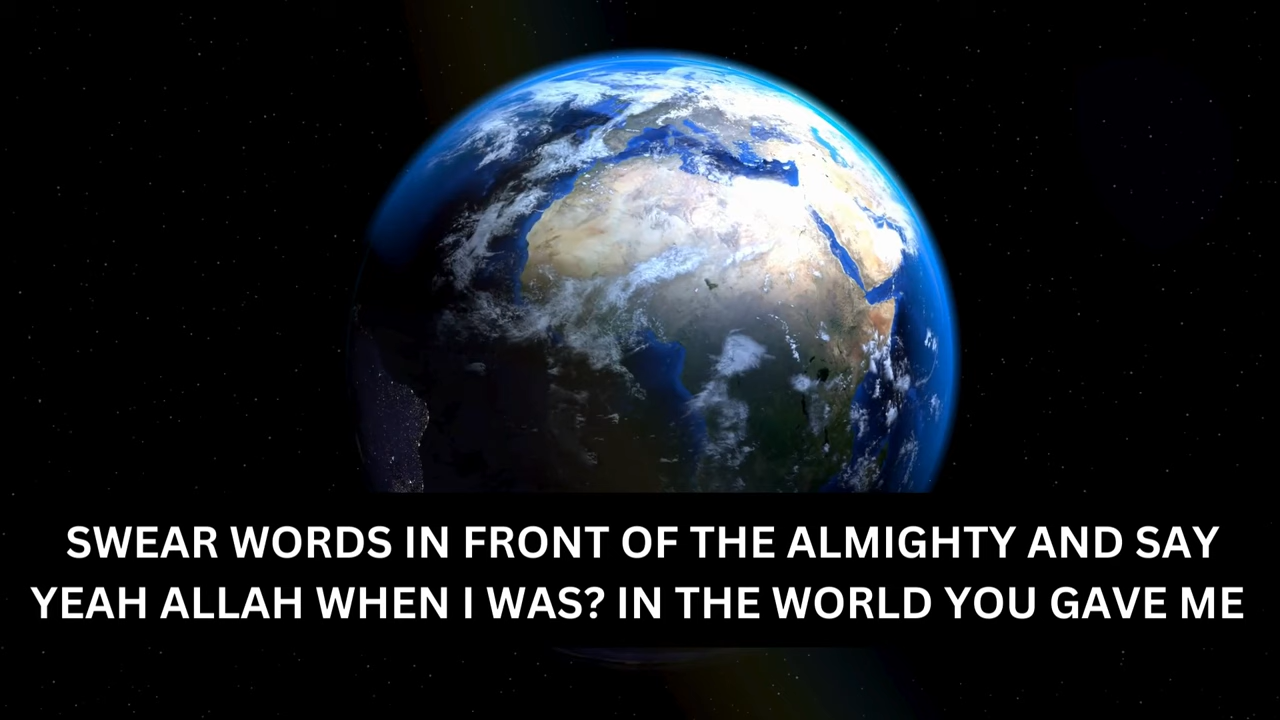 SWEAR WORDS IN FRONT OF THE ALMIGHTY AND SAY
YEAH ALLAH WHEN I WAS? IN THE WORLD YOU GAVE ME